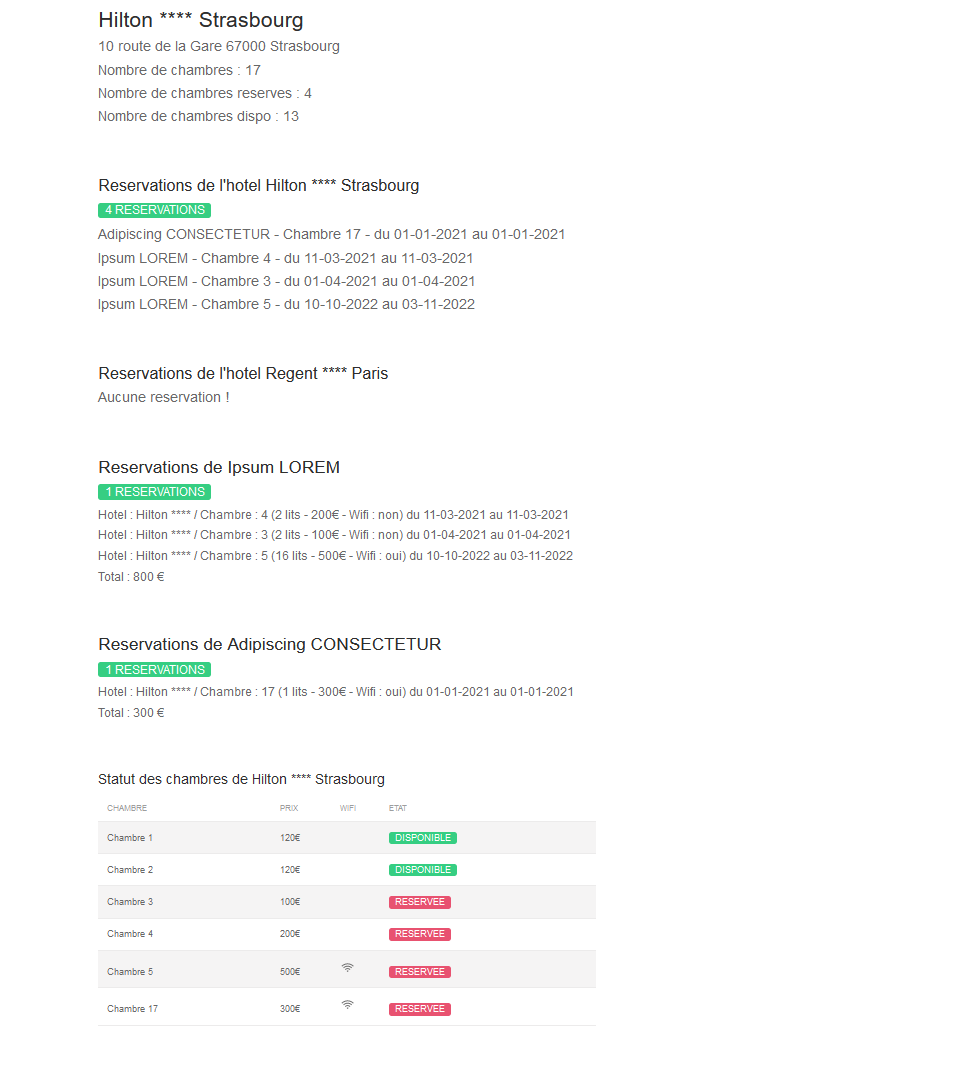 Hilton **** Strasbourg
10 route de la Gare 67000 Strasbourg
Nombre de chambres : 17
Nombre de chambres reserves : 4
Nombre de chambres dispo : 13
Reservations de l'hotel Hilton **** Strasbourg
4 RESERVATIONS
Adipiscing CONSECTETUR - Chambre 17 - du 01-01-2021 au 01-01-2021
Ipsum LOREM - Chambre 4 - du 11-03-2021 au 11-03-2021
Ipsum LOREM - Chambre 3 - du 01-04-2021 au 01-04-2021
Ipsum LOREM - Chambre 5 - du 10-10-2022 au 03-11-2022
Reservations de l'hotel Regent **** Paris
Aucune reservation !
Reservations de Ipsum LOREM
1 RESERVATIONS
Hotel : Hilton **** / Chambre : 4 (2 lits - 200€ - Wifi : non) du 11-03-2021 au 11-03-2021
Hotel : Hilton **** / Chambre : 3 (2 lits - 100€ - Wifi : non) du 01-04-2021 au 01-04-2021
Hotel : Hilton **** / Chambre : 5 (16 lits - 500€ - Wifi : oui) du 10-10-2022 au 03-11-2022
Total : 800 €
Reservations de Adipiscing CONSECTETUR
1 RESERVATIONS
Hotel : Hilton **** / Chambre : 17 (1 lits - 300€ - Wifi : oui) du 01-01-2021 au 01-01-2021
Total : 300 €
Statut des chambres de Hilton **** Strasbourg
CHAMBRE PRIX WIFI ETAT
Chambre 1 120€ DISPONIBLE
Chambre 2 120€ DISPONIBLE
Chambre 3 100€ RESERVEE
Chambre 4 200€ RESERVEE
Chambre 5 500€ RESERVEE
Chambre 17 300€ RESERVEE